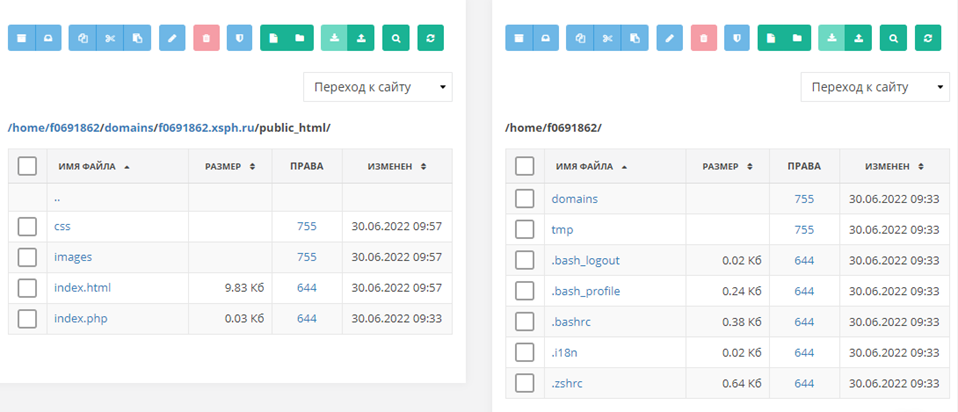 Переход к сайту
/home/f0691862/domains/f0691862.xsph.ru/public_html/
ИМЯ ФАЙЛА РАЗМЕР ПРАВА ИЗМЕНЕН
..
css 755 30.06.2022 09:57
images 755 30.06.2022 09:57
index.html 9.83 Кб 644 30.06.2022 09:57
index.php 0.03 Кб 644 30.06.2022 09:33
Переход к сайту
/home/f0691862/
ИМЯ ФАЙЛА РАЗМЕР ПРАВА ИЗМЕНЕН
domains 755 30.06.2022 09:33
tmp 755 30.06.2022 09:33
.bash_logout 0.02 Кб 644 30.06.2022 09:33
.bash_profile 0.24 Кб 644 30.06.2022 09:33
.bashrc 0.38 Кб 644 30.06.2022 09:33
.i18n 0.02 Кб 644 30.06.2022 09:33
.zshrc 0.64 Кб 644 30.06.2022 09:33